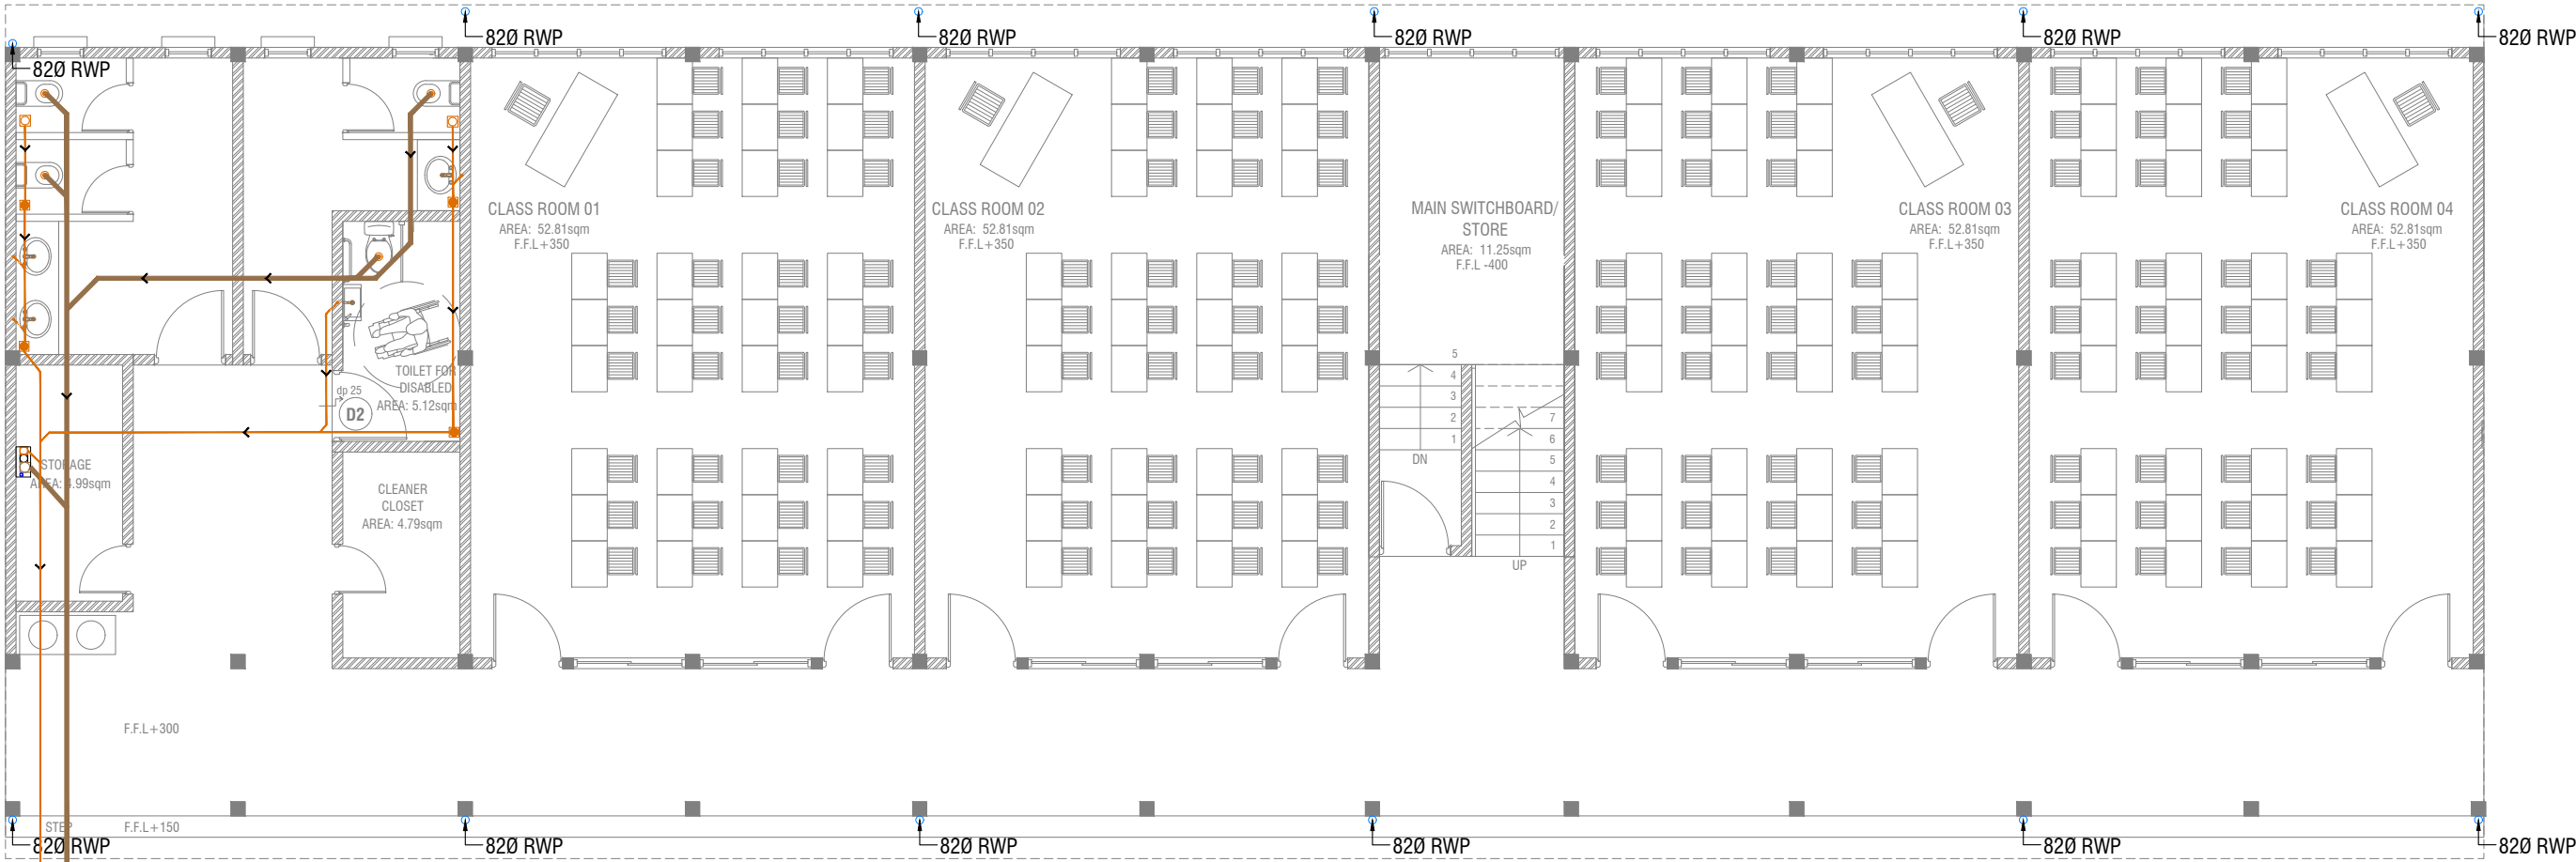 82Ø RWP
82Ø RWP
82Ø RWP
82Ø RWP
82Ø RWP
82Ø RWP
CLASS ROOM 01
AREA: 52.81sqm
F.F.L+350
CLASS ROOM 02
AREA: 52.81sqm
F.F.L+350
MAIN SWITCHBOARD/
STORE
AREA: 11.25sqm
F.F.L -400
CLASS ROOM 03
AREA: 52.81sqm
F.F.L+350
CLASS ROOM 04
AREA: 52.81sqm
F.F.L+350
TOILET FOR
DISABLED
AREA: 5.12sqm
dp 25
D2
5
4
3
2
1
DN
7
6
5
4
3
2
1
UP
STORAGE
AREA: 4.99sqm
CLEANER
CLOSET
AREA: 4.79sqm
F.F.L+300
STEP
F.F.L+150
82Ø RWP
82Ø RWP
82Ø RWP
82Ø RWP
82Ø RWP
82Ø RWP